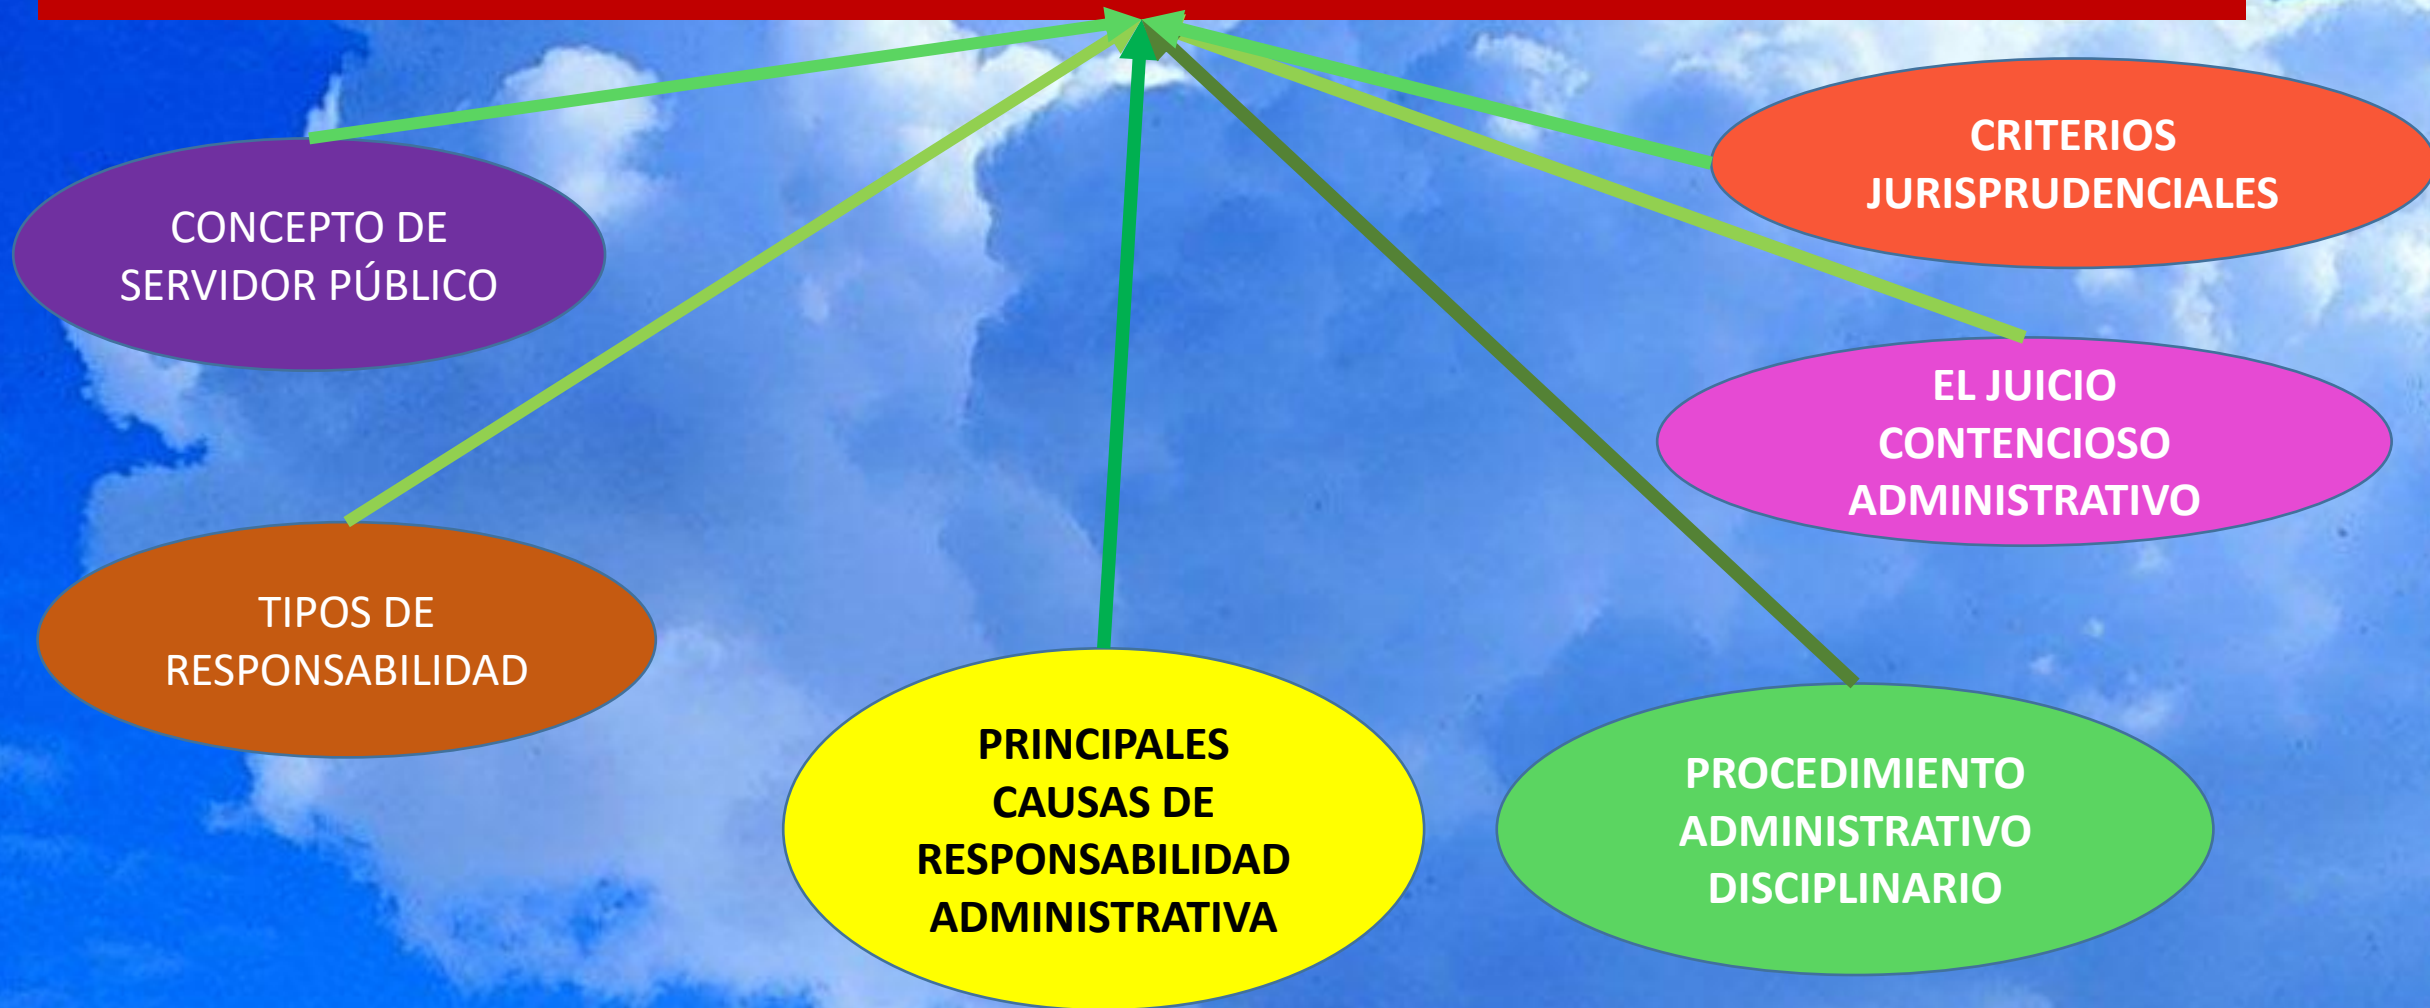 CONCEPTO DE
SERVIDOR PÚBLICO
TIPOS DE
RESPONSABILIDAD
PRINCIPALES
CAUSAS DE
RESPONSABILIDAD
ADMINISTRATIVA
PROCEDIMIENTO
ADMINISTRATIVO
DISCIPLINARIO
EL JUICIO
CONTENCIOSO
ADMINISTRATIVO
CRITERIOS
JURISPRUDENCIALES